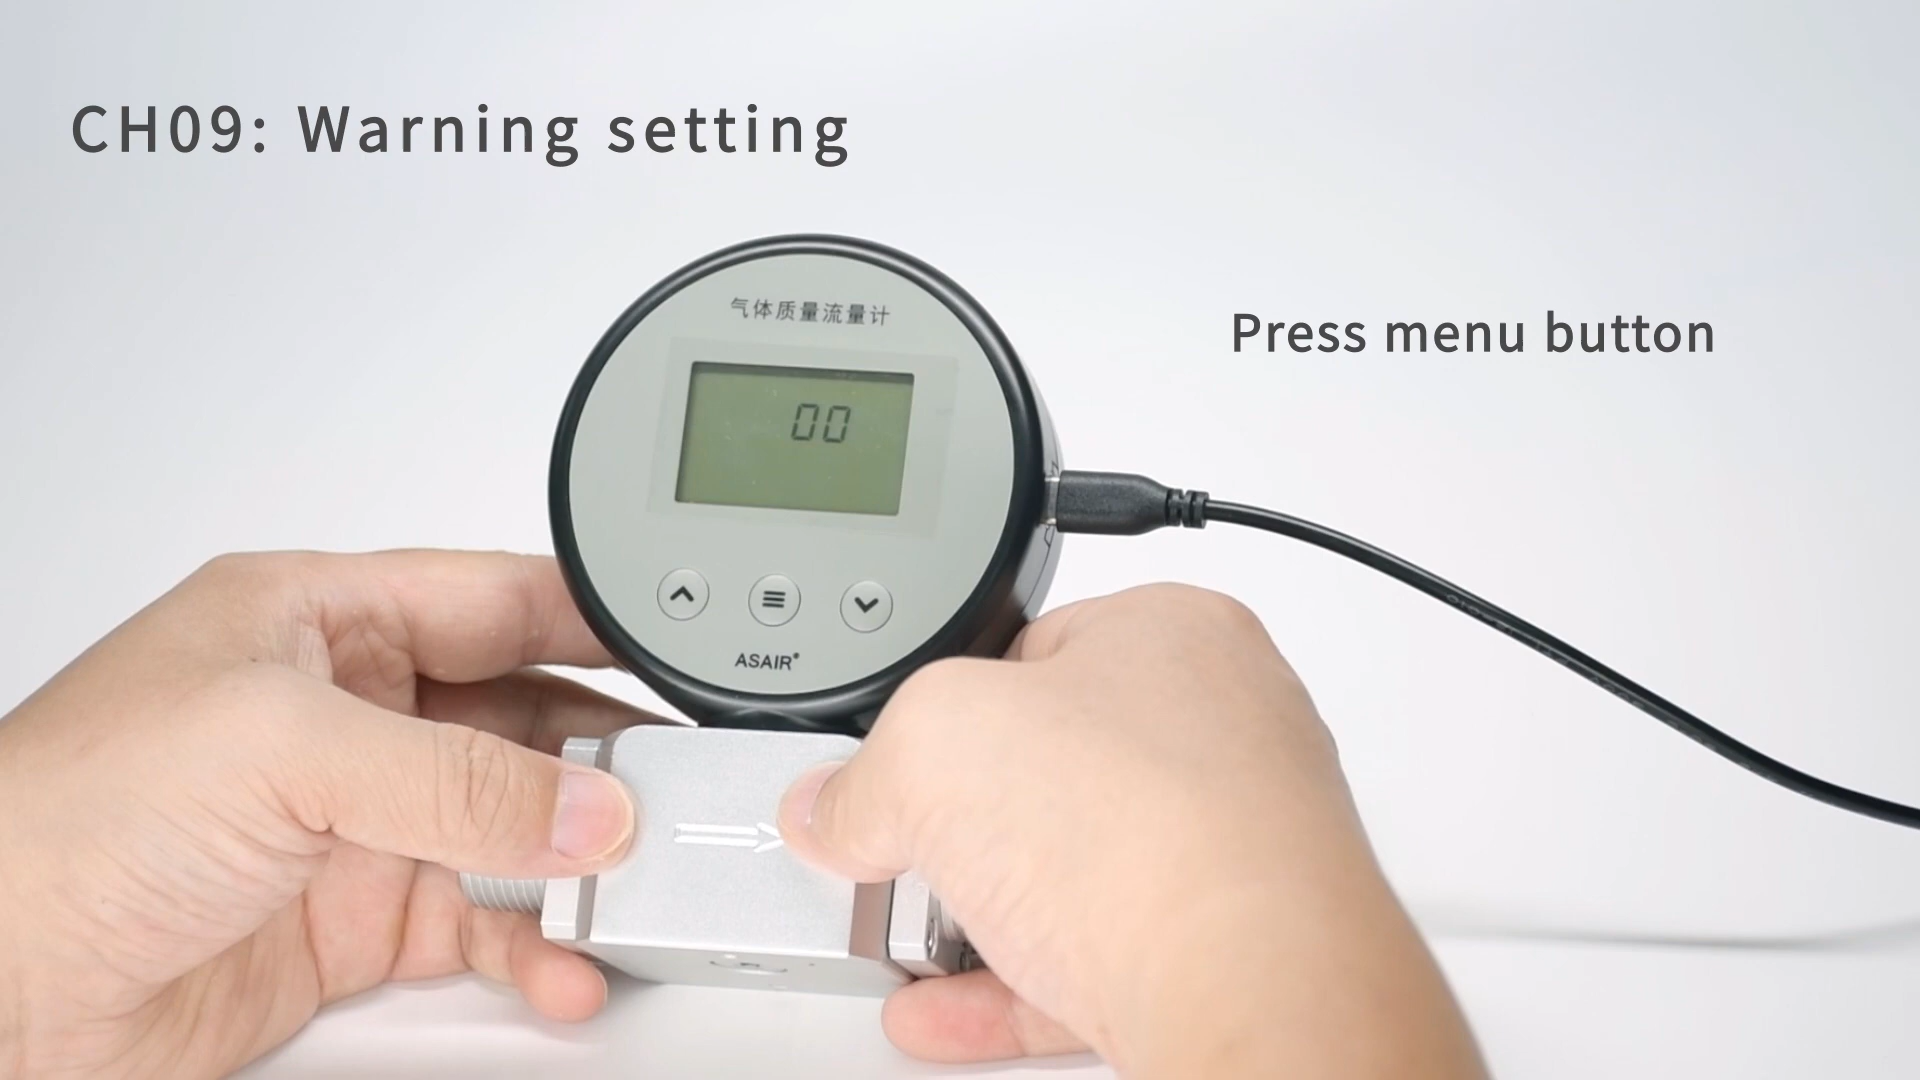 CH09: Warning setting
Press menu button
气体质量流量计
00
ASAIR®